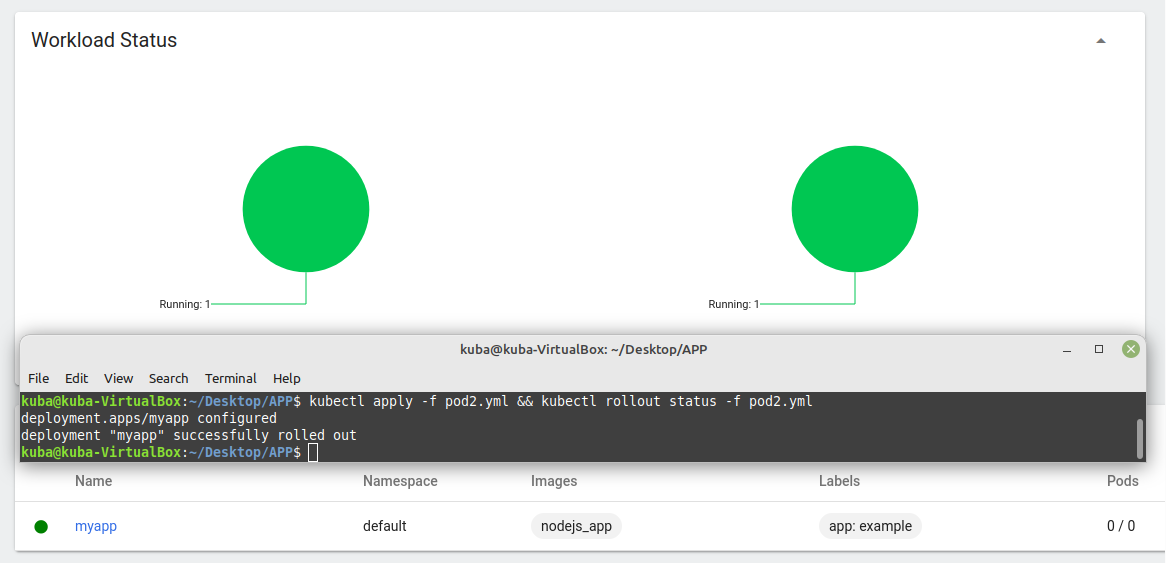 Workload Status
Running: 1
Running: 1
kuba@kuba-VirtualBox: ~/Desktop/APP
File Edit View Search Terminal Help
kuba@kuba-VirtualBox:~/Desktop/APP$ kubectl apply -f pod2.yml && kubectl rollout status -f pod2.yml
deployment.apps/myapp configured
deployment "myapp" successfully rolled out
kuba@kuba-VirtualBox:~/Desktop/APP$
Name Namespace Images Labels Pods
myapp default nodejs_app app: example 0 / 0